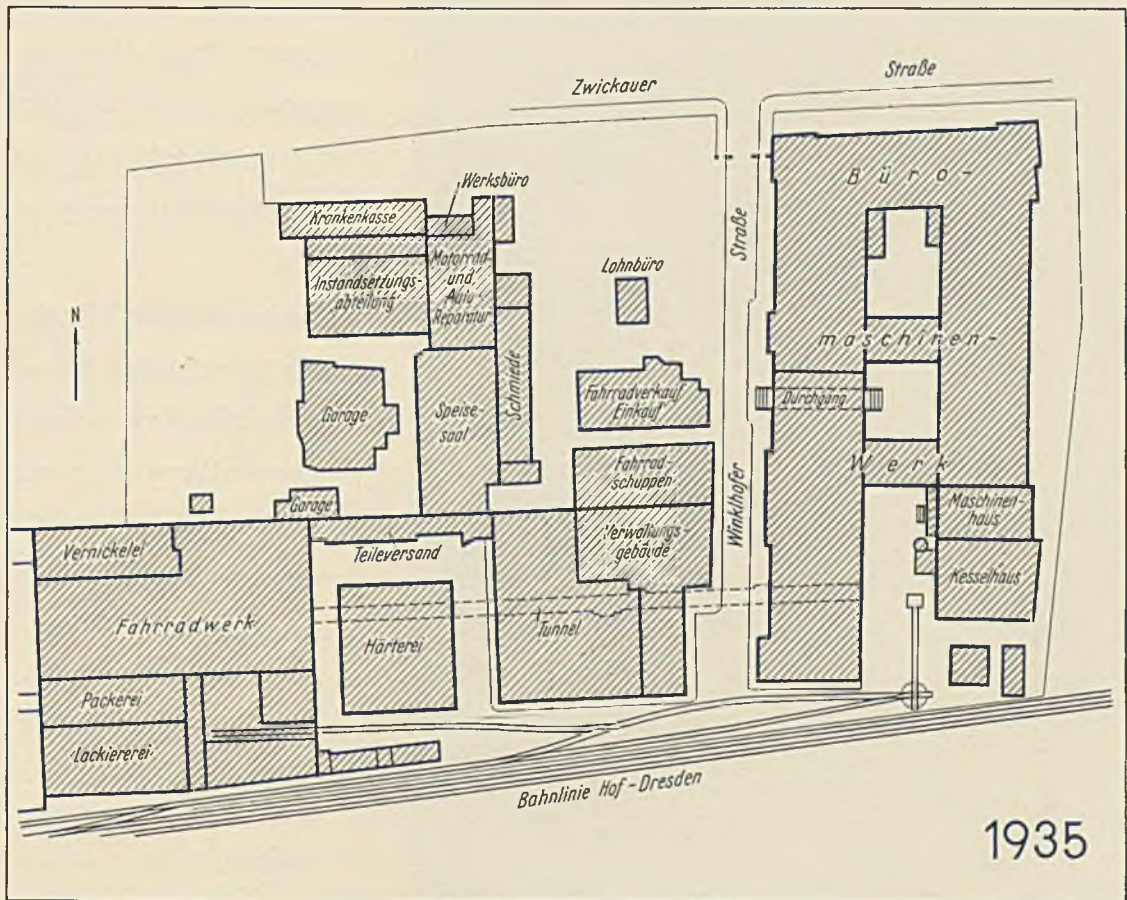 Zwickauer
Straße
Werksbüro
Büro-
Krankenkasse
Motorrad-
und
Auto-
Reparatur
Instandsetzungs-
abteilung
Lohnbüro
Straße
N
maschinen-
Schmiede
Fahrradverkauf
Einkauf
Durchgang
Garage
Speise-
saal
Fahrrad-
schuppen
Werk
Garage
Winklhofer
Maschinen-
haus
Vernickelei
Teileversand
Verwaltungs-
gebäude
Kesselhaus
Fahrradwerk
Härterei
Tunnel
Packerei
Lackiererei
Bahnlinie Hof-Dresden
1935